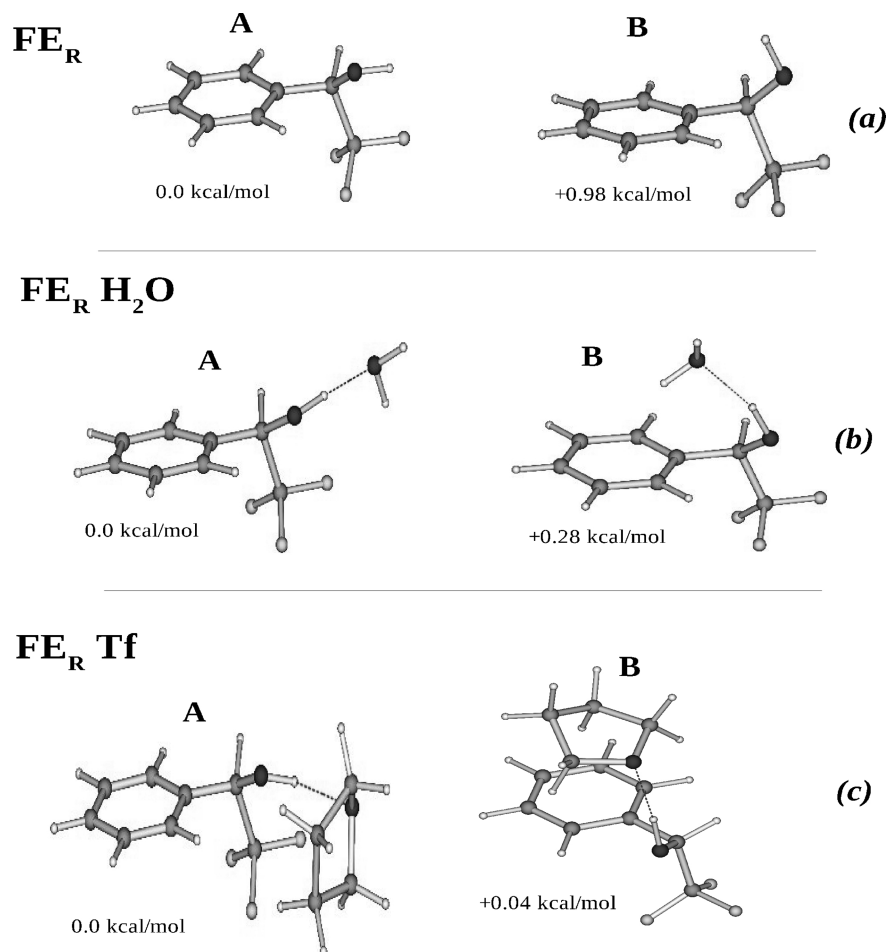 FE_R
A
B
(a)
0.0 kcal/mol
+0.98 kcal/mol
FE_R H_2O
A
B
(b)
0.0 kcal/mol
+0.28 kcal/mol
FE_R Tf
A
B
(c)
0.0 kcal/mol
+0.04 kcal/mol